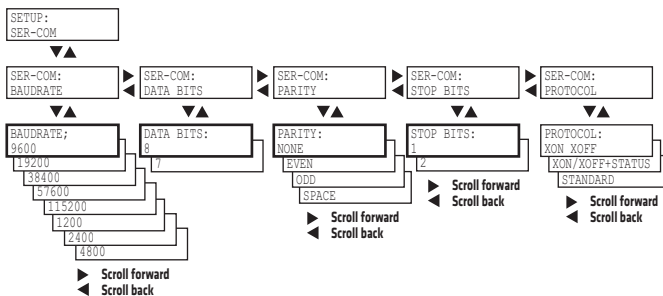 SETUP:
SER-COM
SER-COM:
BAUDRATE
SER-COM:
DATA BITS
SER-COM:
PARITY
SER-COM:
STOP BITS
SER-COM:
PROTOCOL
BAUDRATE;
9600
19200
38400
57600
115200
1200
2400
4800
Scroll forward
Scroll back
DATA BITS:
8
7
PARITY:
NONE
EVEN
ODD
SPACE
Scroll forward
Scroll back
STOP BITS:
1
2
Scroll forward
Scroll back
PROTOCOL:
XON XOFF
XON/XOFF+STATUS
STANDARD
Scroll forward
Scroll back